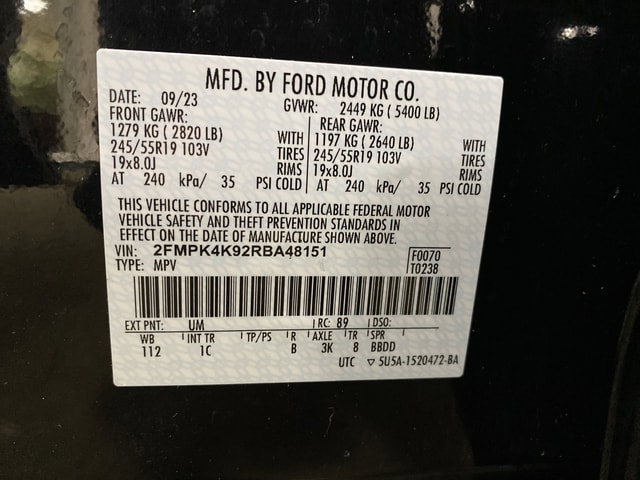 MFD. BY FORD MOTOR CO.
DATE: 09/23 GVWR: 2449 KG ( 5400 LB)
FRONT GAWR: REAR GAWR:
1279 KG ( 2820 LB) WITH 1197 KG ( 2640 LB) WITH
245/55R19 103V TIRES 245/55R19 103V TIRES
19x8.0J RIMS 19x8.0J RIMS
AT 240 kPa/ 35 PSI COLD AT 240 kPa/ 35 PSI COLD
THIS VEHICLE CONFORMS TO ALL APPLICABLE FEDERAL MOTOR
VEHICLE SAFETY AND THEFT PREVENTION STANDARDS IN
EFFECT ON THE DATE OF MANUFACTURE SHOWN ABOVE.
VIN: 2FMPK4K92RBA48151 F0070
TYPE: MPV T0238
EXT PNT: UM RC: 89 DSO:
WB INT TR TP/PS R AXLE TR SPR
112 1C B 3K 8 BBDD
UTC ▽ 5U5A-1520472-BA